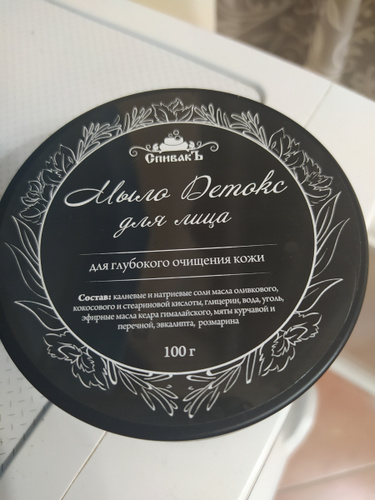 СпивакЪ
Мыло Детокс
для лица
для глубокого очищения кожи
Состав: калиевые и натриевые соли масла оливкового,
кокосового и стеариновой кислоты, глицерин, вода, уголь,
эфирные масла кедра гималайского, мяты курчавой и
перечной, эвкалипта, розмарина
100 г